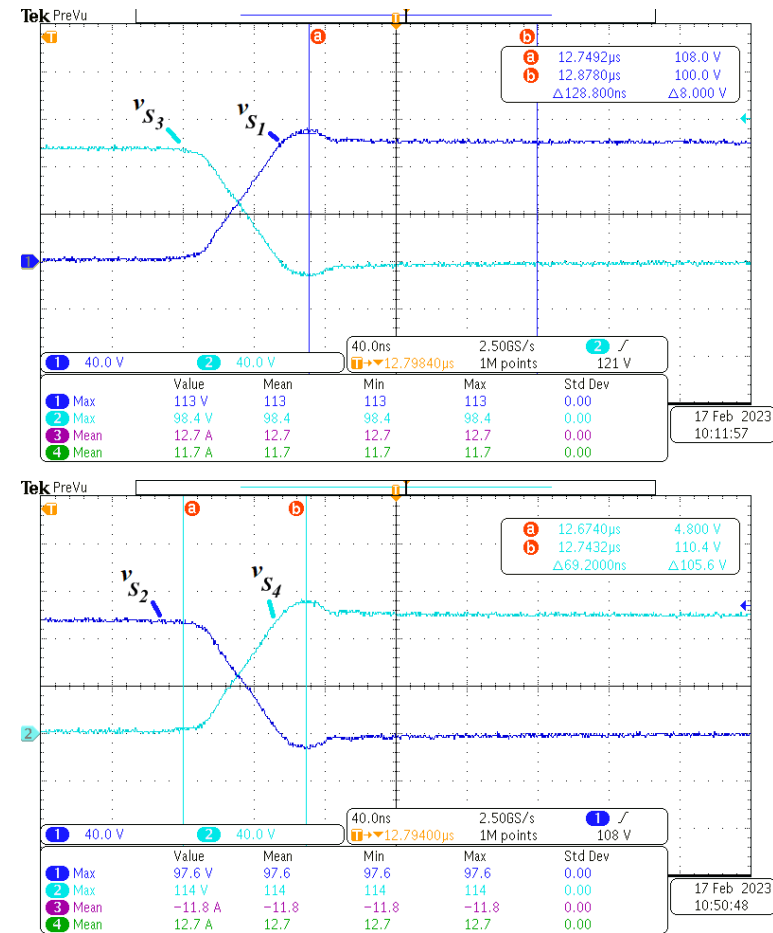 Tek PreVu
T
T
a
b
a 12.7492µs 108.0 V
b 12.8780µs 100.0 V
Δ128.800ns Δ8.000 V
vS3
vS1
1
1 40.0 V 2 40.0 V
40.0ns 2.50GS/s 2
T→▼12.79840µs 1M points 121 V
Value Mean Min Max Std Dev
1 Max 113 V 113 113 113 0.00
2 Max 98.4 V 98.4 98.4 98.4 0.00
3 Mean 12.7 A 12.7 12.7 12.7 0.00
4 Mean 11.7 A 11.7 11.7 11.7 0.00
17 Feb 2023
10:11:57
Tek PreVu
T
T
a
b
a 12.6740µs 4.800 V
b 12.7432µs 110.4 V
Δ69.2000ns Δ105.6 V
vS2
vS4
2
1 40.0 V 2 40.0 V
40.0ns 2.50GS/s 1
T→▼12.79400µs 1M points 108 V
Value Mean Min Max Std Dev
1 Max 97.6 V 97.6 97.6 97.6 0.00
2 Max 114 V 114 114 114 0.00
3 Mean −11.8 A −11.8 −11.8 −11.8 0.00
4 Mean 12.7 A 12.7 12.7 12.7 0.00
17 Feb 2023
10:50:48